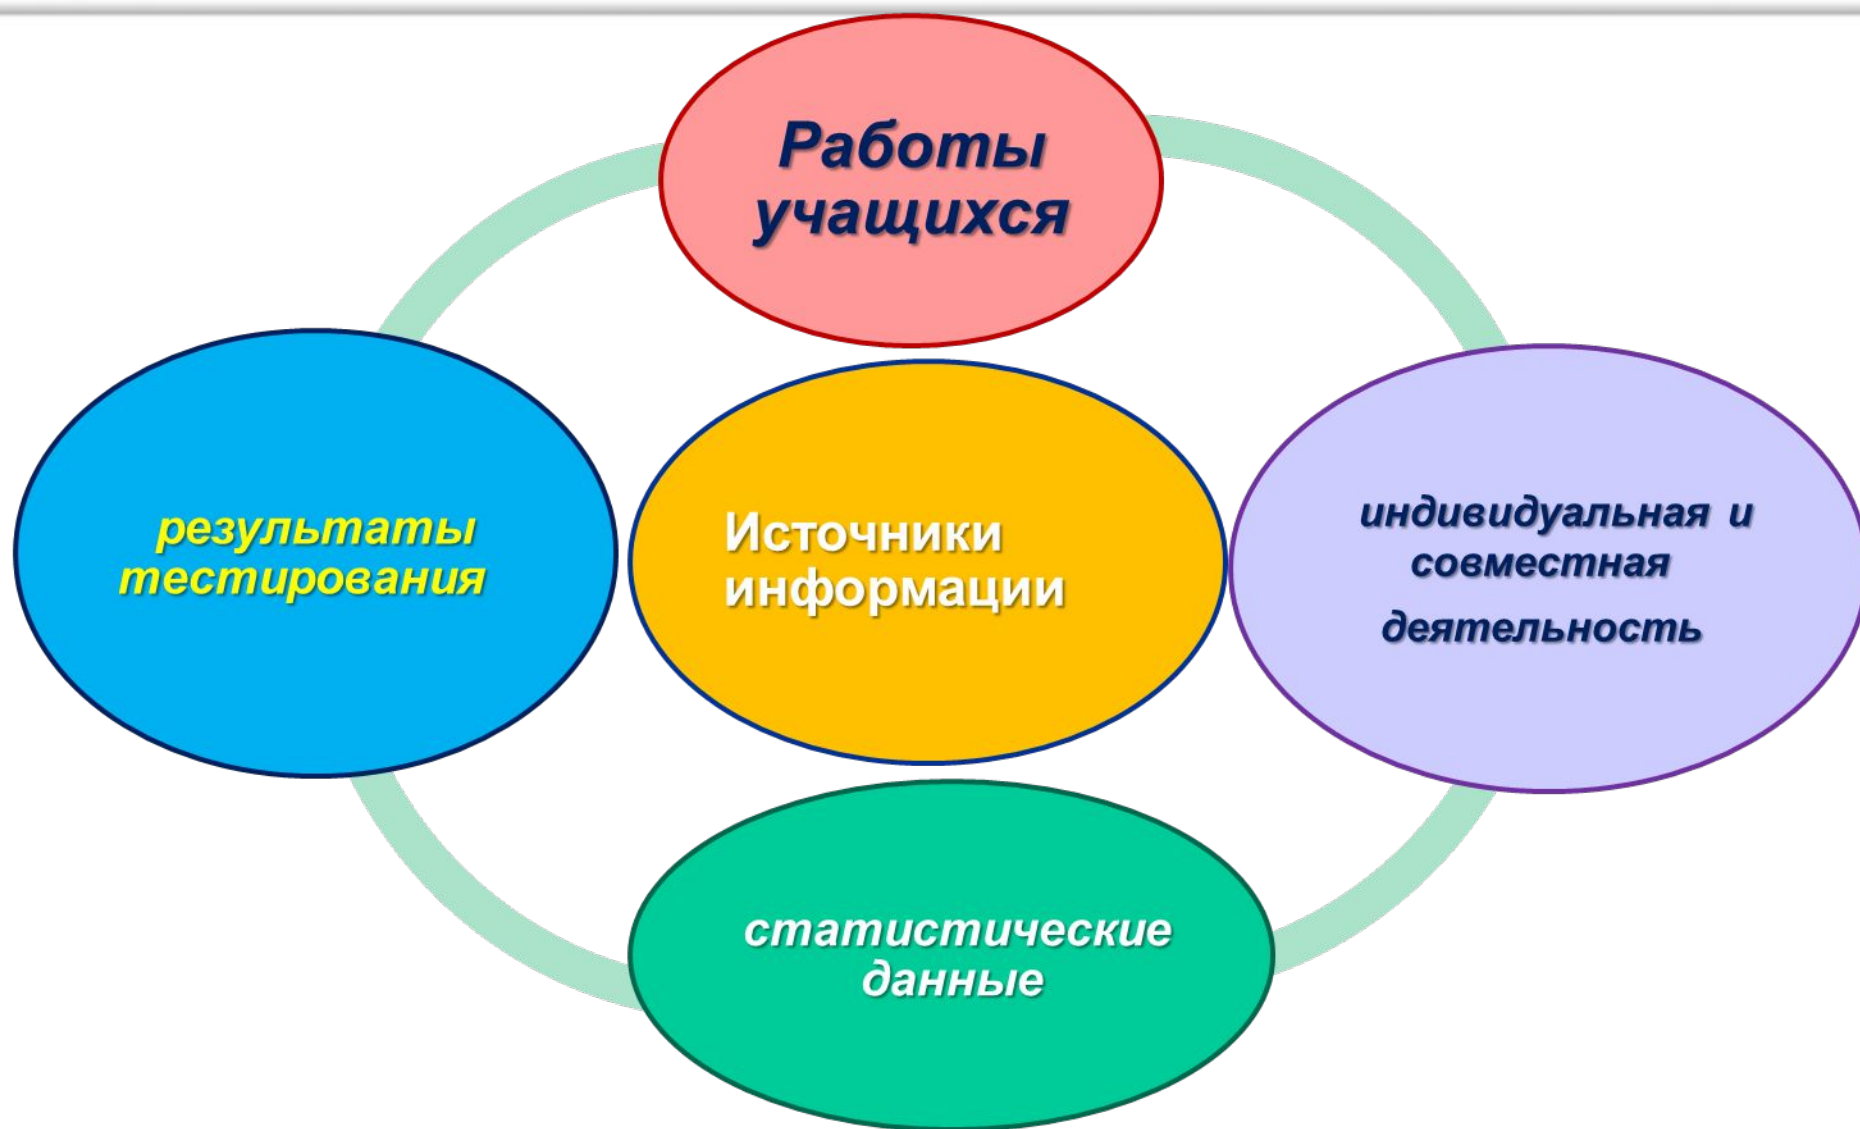 Работы
учащихся
результаты
тестирования
Источники
информации
индивидуальная и
совместная
деятельность
статистические
данные